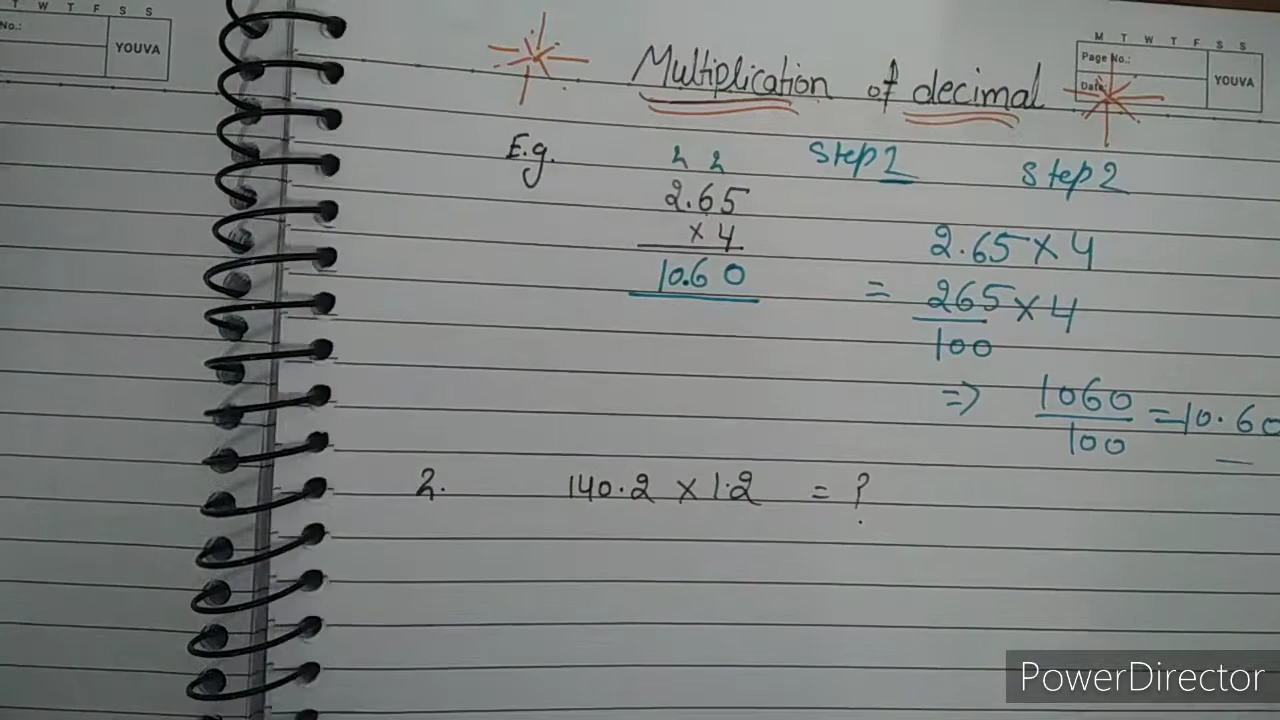 T W T F S S
No.:
YOUVA
M T W T F S S
Page No.:
YOUVA
Date:
Multiplication of decimal
E.g. 2 2 Step 1 Step 2
2.65
× 4
10.60
2.65 × 4
= 265 × 4
100
⇒ 1060 = 10.60
100
2. 140.2 × 1.2 = ?
PowerDirector